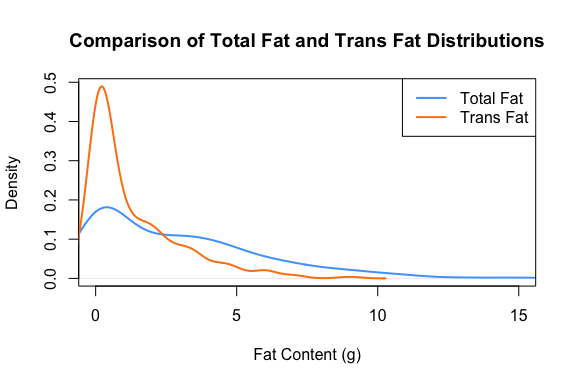 Comparison of Total Fat and Trans Fat Distributions
Total Fat
Trans Fat
Density
0.5
0.4
0.3
0.2
0.1
0.0
0 5 10 15
Fat Content (g)